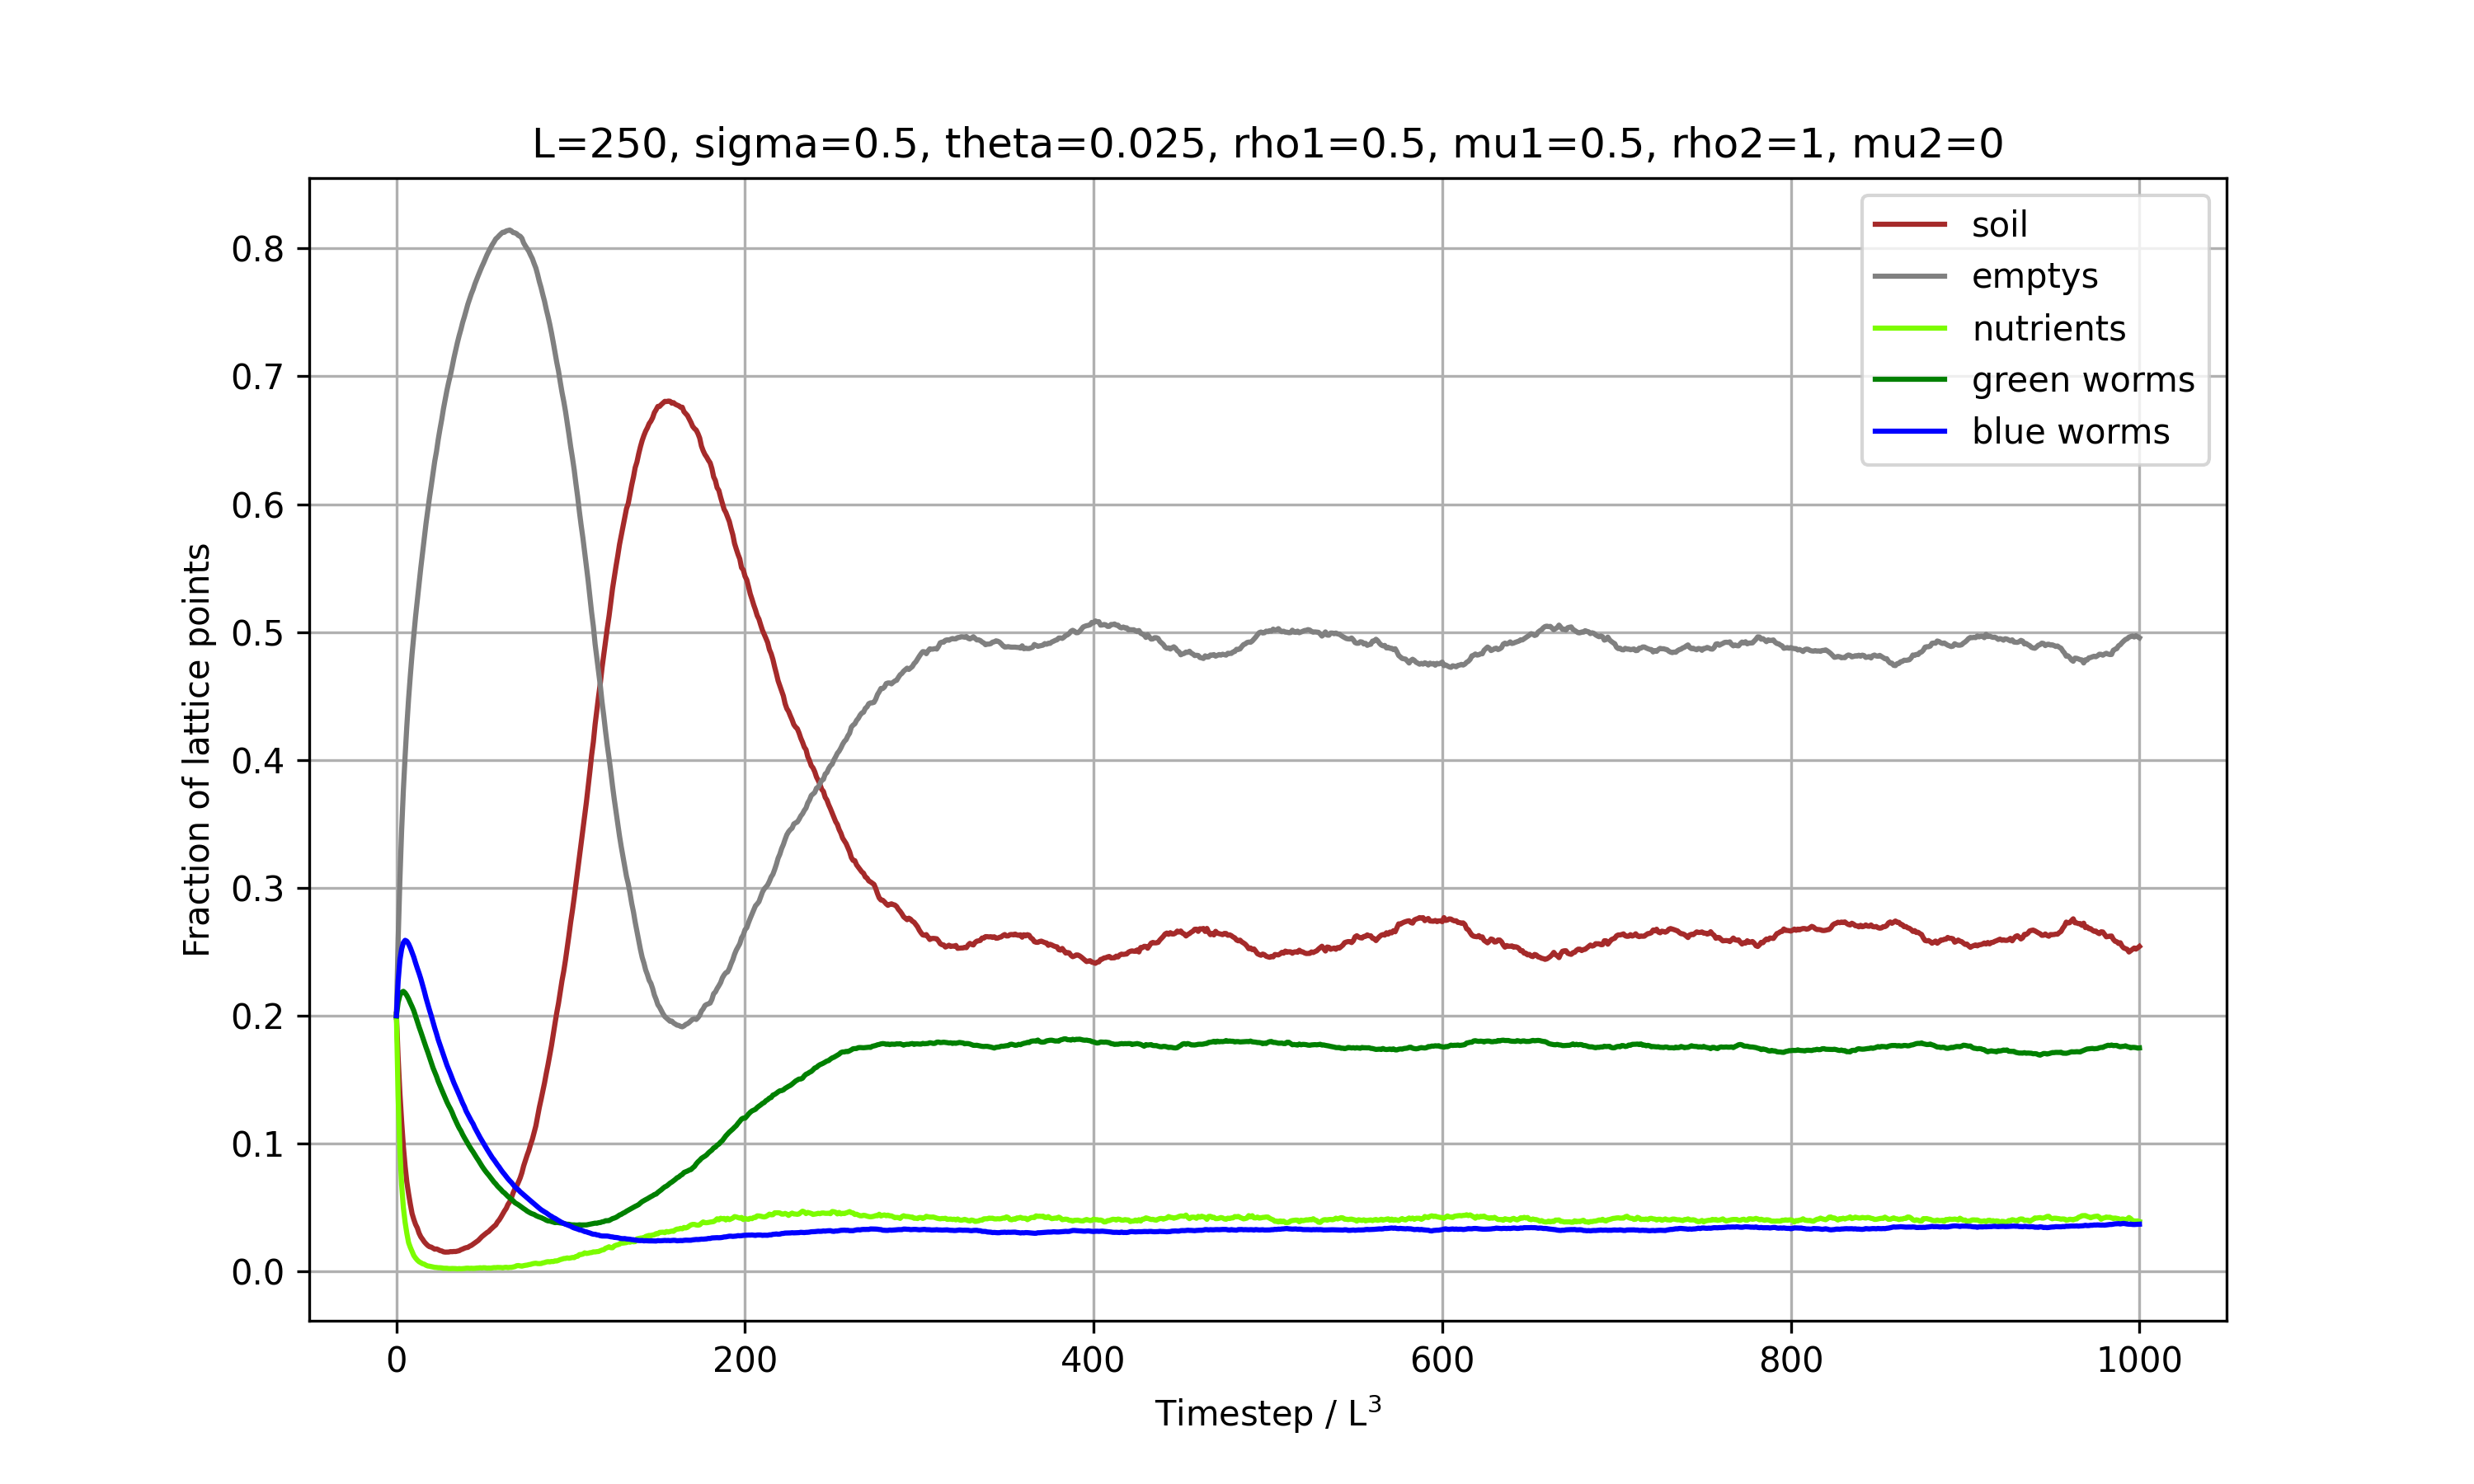 L=250, sigma=0.5, theta=0.025, rho1=0.5, mu1=0.5, rho2=1, mu2=0
soil
emptys
nutrients
green worms
blue worms
Fraction of lattice points
0.8
0.7
0.6
0.5
0.4
0.3
0.2
0.1
0.0
0 200 400 600 800 1000
Timestep / L³